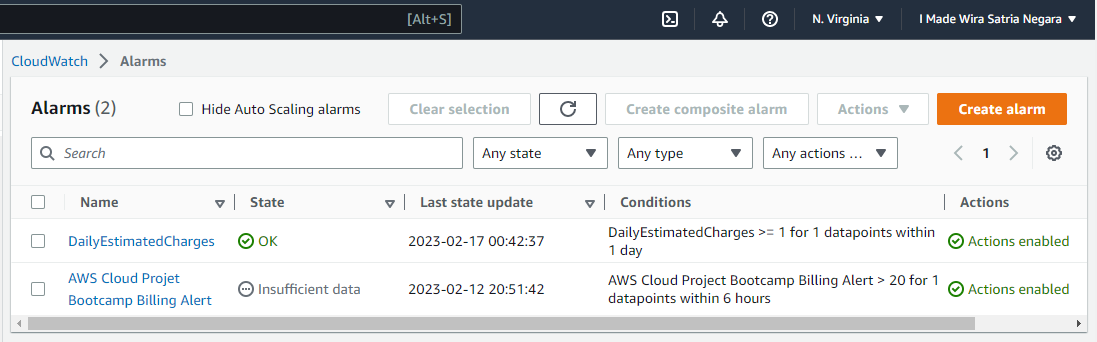 [Alt+S]
N. Virginia
I Made Wira Satria Negara
CloudWatch
Alarms
Alarms (2)
Hide Auto Scaling alarms
Clear selection
Create composite alarm
Actions
Create alarm
Search
Any state
Any type
Any actions ...
1
Name
State
Last state update
Conditions
Actions
DailyEstimatedCharges
OK
2023-02-17 00:42:37
DailyEstimatedCharges >= 1 for 1 datapoints within
1 day
Actions enabled
AWS Cloud Projet
Bootcamp Billing Alert
Insufficient data
2023-02-12 20:51:42
AWS Cloud Projet Bootcamp Billing Alert > 20 for 1
datapoints within 6 hours
Actions enabled